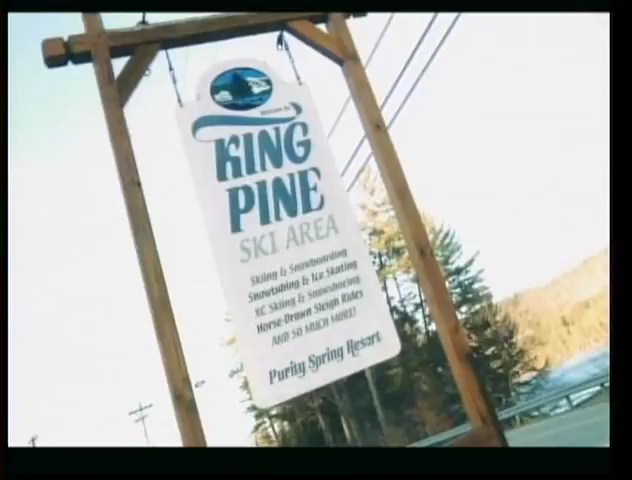 KING
PINE
SKI AREA
Skiing & Snowboarding
Snowtubing & Ice Skating
XC Skiing & Snowshoeing
Horse-Drawn Sleigh Rides
AND SO MUCH MORE!
Purity Spring Resort